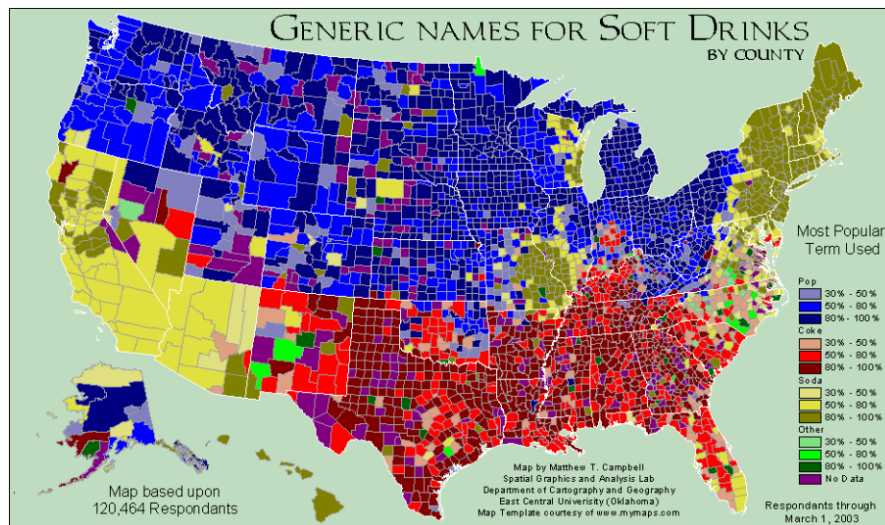 GENERIC NAMES FOR SOFT DRINKS
BY COUNTY
Most Popular
Term Used
Pop
30% - 50%
50% - 80%
80% - 100%
Coke
30% - 50%
50% - 80%
80% - 100%
Soda
30% - 50%
50% - 80%
80% - 100%
Other
30% - 50%
50% - 80%
80% - 100%
No Data
Map based upon
120,464 Respondants
Map by Matthew T. Campbell
Spatial Graphics and Analysis Lab
Department of Cartography and Geography
East Central Univerisity (Oklahoma)
Map Template courtesy of www.mymaps.com
Respondants through
March 1, 2003